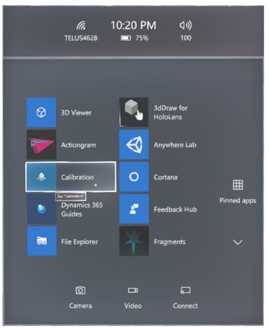 10:20 PM
TELUS4628
75%
100
3D Viewer
3dDraw for
HoloLens
Actiongram
Anywhere Lab
Calibration
Cortana
Say "Calibration"
Dynamics 365
Guides
Feedback Hub
Pinned apps
File Explorer
Fragments
Camera
Video
Connect